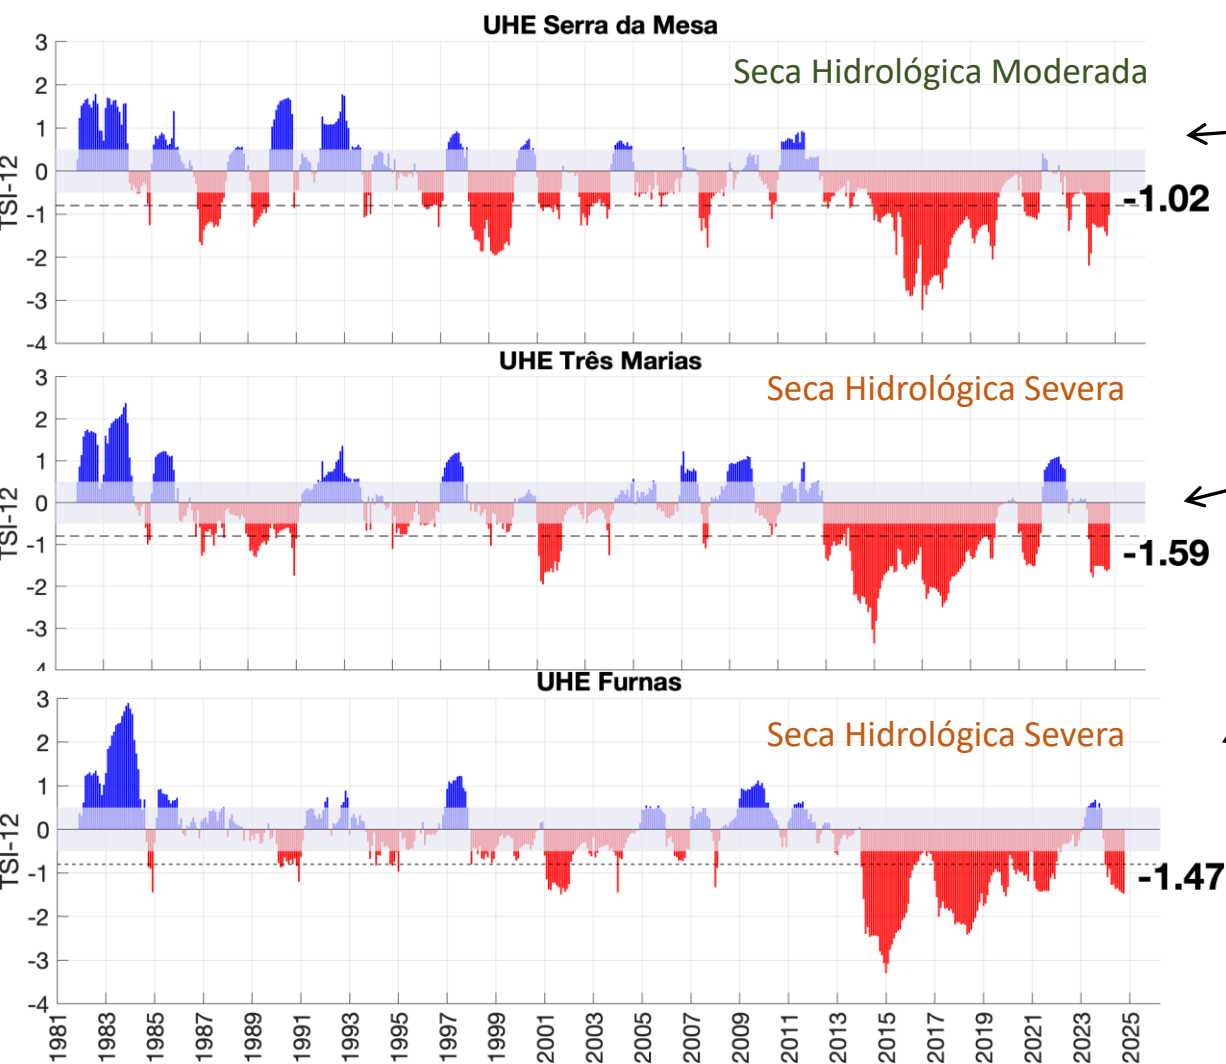 UHE Serra da Mesa
Seca Hidrológica Moderada
3
2
1
0
-1
-2
-3
-4
TSI-12
-1.02
UHE Três Marias
Seca Hidrológica Severa
3
2
1
0
-1
-2
-3
TSI-12
-1.59
UHE Furnas
Seca Hidrológica Severa
3
2
1
0
-1
-2
-3
-4
TSI-12
-1.47
1981 1983 1985 1987 1989 1991 1993 1995 1997 1999 2001 2003 2005 2007 2009 2011 2013 2015 2017 2019 2021 2023 2025